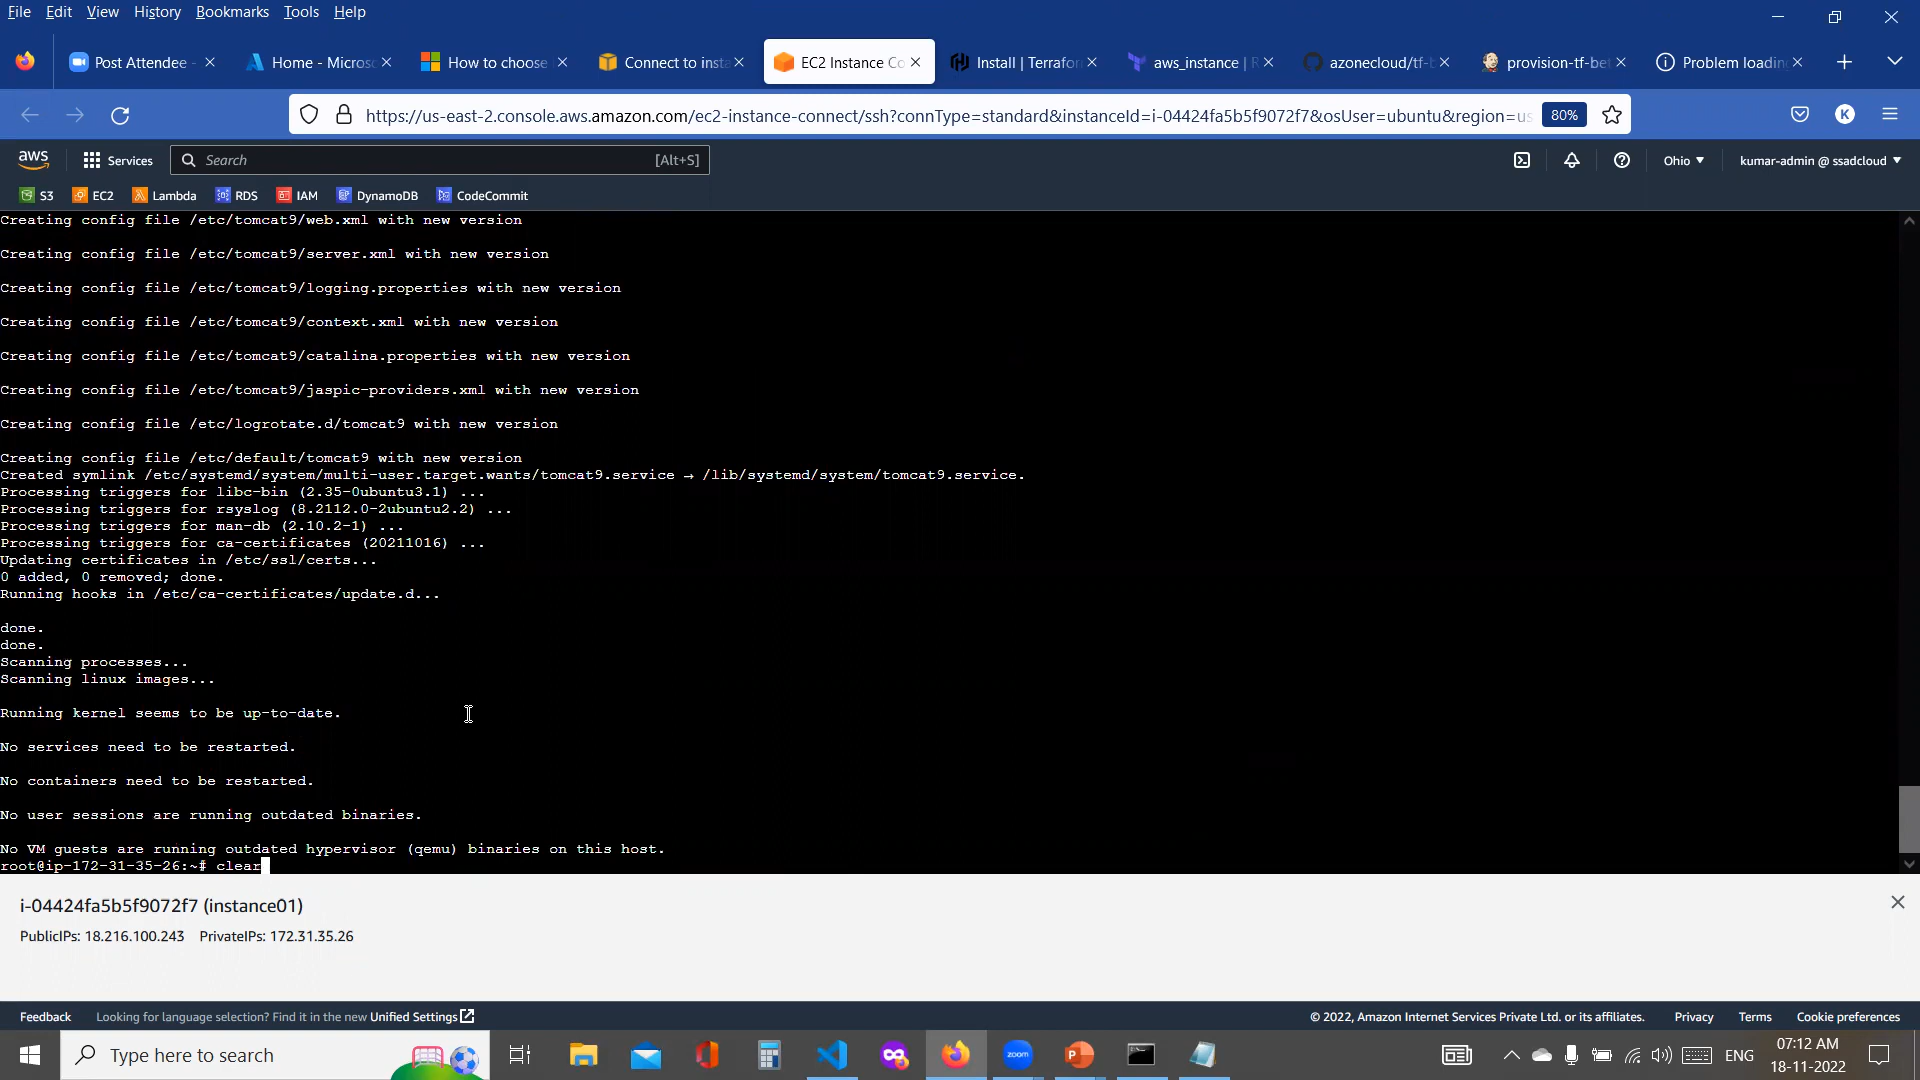 File Edit View History Bookmarks Tools Help
Post Attendee -
Home - Micros
How to choose
Connect to inst
EC2 Instance Co
Install | Terrafor
aws_instance | R
azonecloud/tf-b
provision-tf-bet
Problem loadin
https://us-east-2.console.aws.amazon.com/ec2-instance-connect/ssh?connType=standard&instanceId=i-04424fa5b5f9072f7&osUser=ubuntu&region=us
80%
K
aws
Services
Search
[Alt+S]
Ohio
kumar-admin @ ssadcloud
S3 EC2 Lambda RDS IAM DynamoDB CodeCommit
Creating config file /etc/tomcat9/web.xml with new version
Creating config file /etc/tomcat9/server.xml with new version
Creating config file /etc/tomcat9/logging.properties with new version
Creating config file /etc/tomcat9/context.xml with new version
Creating config file /etc/tomcat9/catalina.properties with new version
Creating config file /etc/tomcat9/jaspic-providers.xml with new version
Creating config file /etc/logrotate.d/tomcat9 with new version
Creating config file /etc/default/tomcat9 with new version
Created symlink /etc/systemd/system/multi-user.target.wants/tomcat9.service → /lib/systemd/system/tomcat9.service.
Processing triggers for libc-bin (2.35-0ubuntu3.1) ...
Processing triggers for rsyslog (8.2112.0-2ubuntu2.2) ...
Processing triggers for man-db (2.10.2-1) ...
Processing triggers for ca-certificates (20211016) ...
Updating certificates in /etc/ssl/certs...
0 added, 0 removed; done.
Running hooks in /etc/ca-certificates/update.d...
done.
done.
Scanning processes...
Scanning linux images...
Running kernel seems to be up-to-date.
No services need to be restarted.
No containers need to be restarted.
No user sessions are running outdated binaries.
No VM guests are running outdated hypervisor (qemu) binaries on this host.
root@ip-172-31-35-26:~# clear
i-04424fa5b5f9072f7 (instance01)
PublicIPs: 18.216.100.243 PrivateIPs: 172.31.35.26
Feedback Looking for language selection? Find it in the new Unified Settings
© 2022, Amazon Internet Services Private Ltd. or its affiliates. Privacy Terms Cookie preferences
Type here to search
zoom
ENG
07:12 AM
18-11-2022